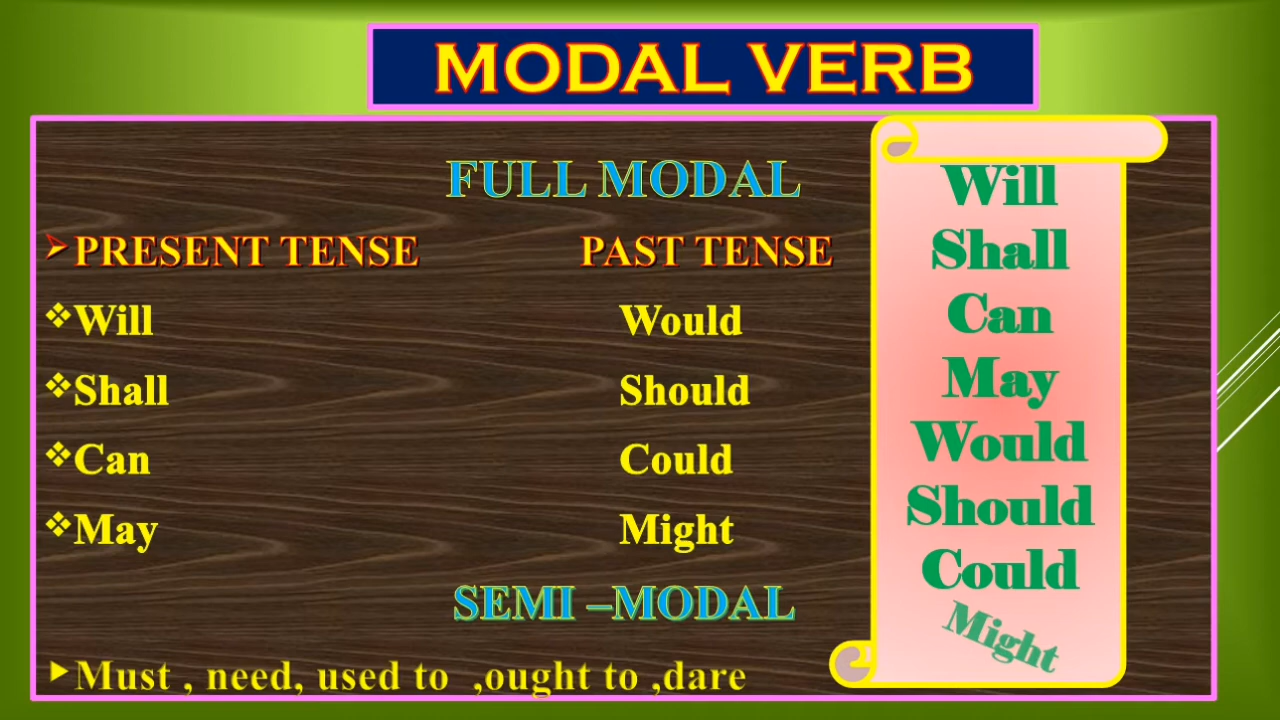 MODAL VERB
FULL MODAL
PRESENT TENSE PAST TENSE
Will Would
Shall Should
Can Could
May Might
SEMI –MODAL
Must , need, used to ,ought to ,dare
Will
Shall
Can
May
Would
Should
Could
Might